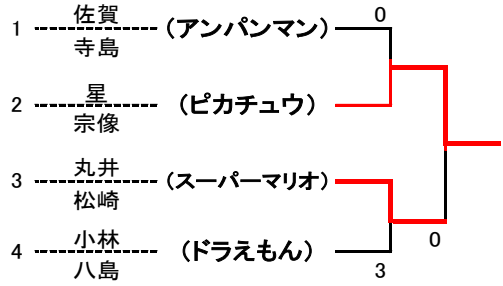 佐賀
1 (アンパンマン) 0
寺島
星
2 (ピカチュウ)
宗像
丸井
3 (スーパーマリオ)
松崎
0
小林
4 (ドラえもん)
八島 3